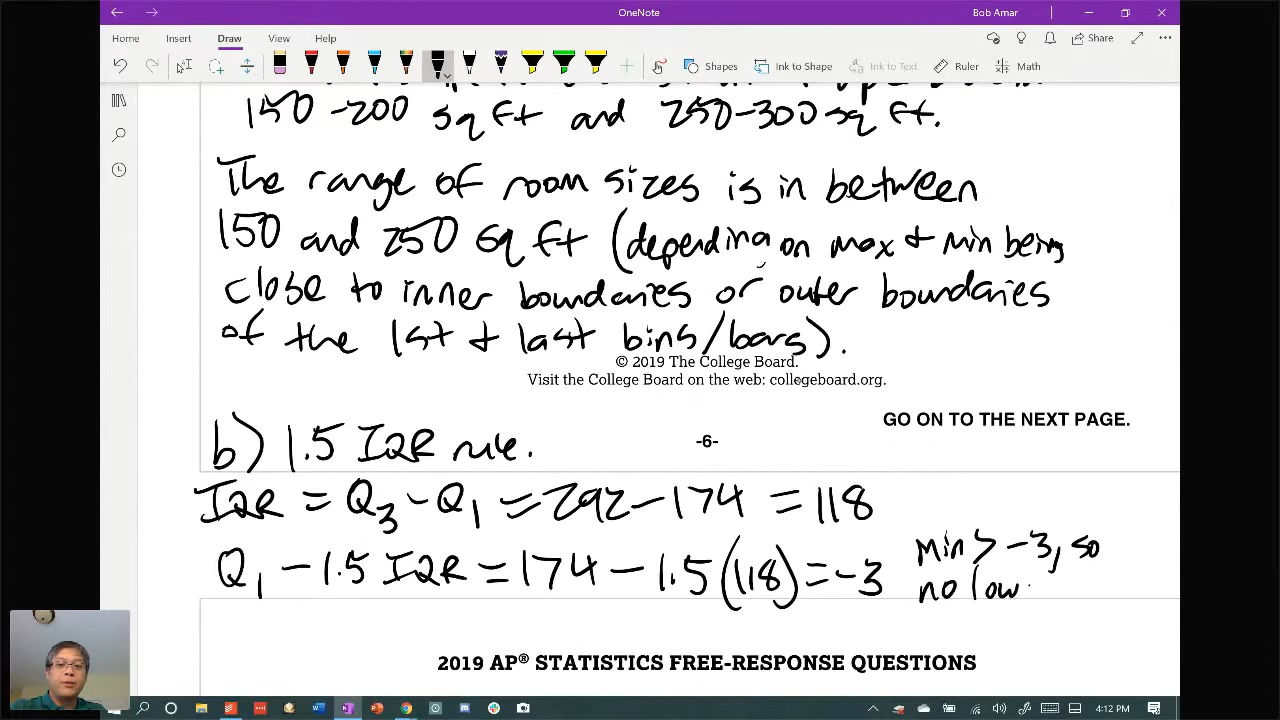 OneNote
Bob Amar
Home Insert Draw View Help
Share
Shapes Ink to Shape Ink to Text Ruler Math
150-200 sq ft and 250-300 sq ft.
The range of room sizes is in between
150 and 250 sq ft (depending on max & min being
close to inner boundaries or outer boundaries
of the 1st & last bins/bars).
© 2019 The College Board.
Visit the College Board on the web: collegeboard.org.
GO ON TO THE NEXT PAGE.
b) 1.5 IQR rule.
-6-
IQR = Q3 - Q1 = 292 - 174 = 118
Q1 - 1.5 IQR = 174 - 1.5(118) = -3
Min > -3, so
no low
2019 AP® STATISTICS FREE-RESPONSE QUESTIONS
4:12 PM